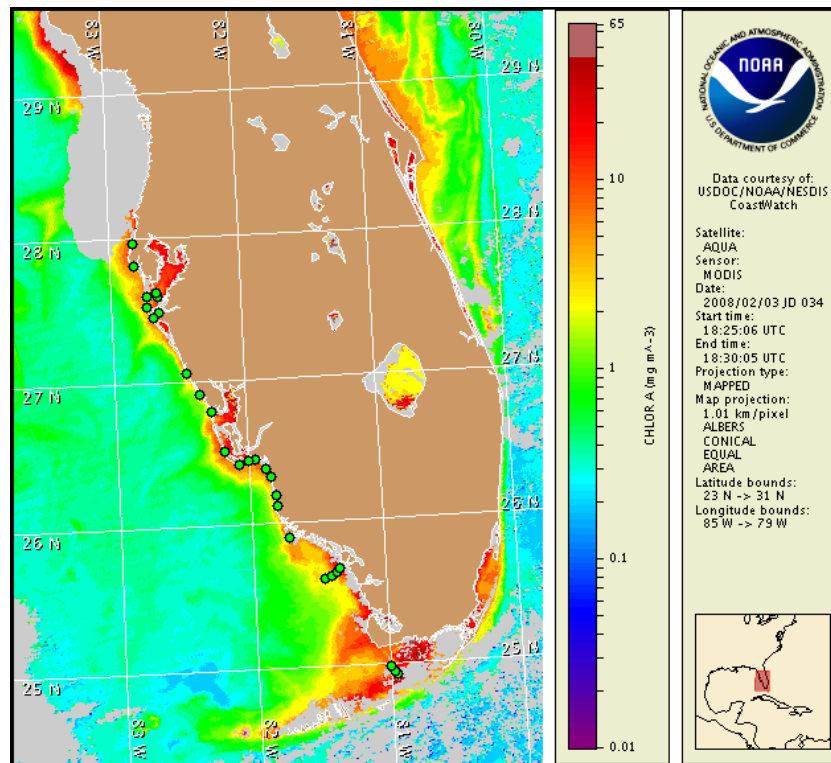 83 W
82 W
81 W
80 W
29 N
29 N
28 N
28 N
27 N
27 N
26 N
26 N
25 N
25 N
83 W
82 W
81 W
65
10
1
0.1
0.01
CHLOR A (mg m^-3)
NATIONAL OCEANIC AND ATMOSPHERIC ADMINISTRATION
NOAA
U.S. DEPARTMENT OF COMMERCE
Data courtesy of:
USDOC/NOAA/NESDIS
CoastWatch
Satellite:
AQUA
Sensor:
MODIS
Date:
2008/02/03 JD 034
Start time:
18:25:06 UTC
End time:
18:30:05 UTC
Projection type:
MAPPED
Map projection:
1.01 km/pixel
ALBERS
CONICAL
EQUAL
AREA
Latitude bounds:
23 N -> 31 N
Longitude bounds:
85 W -> 79 W